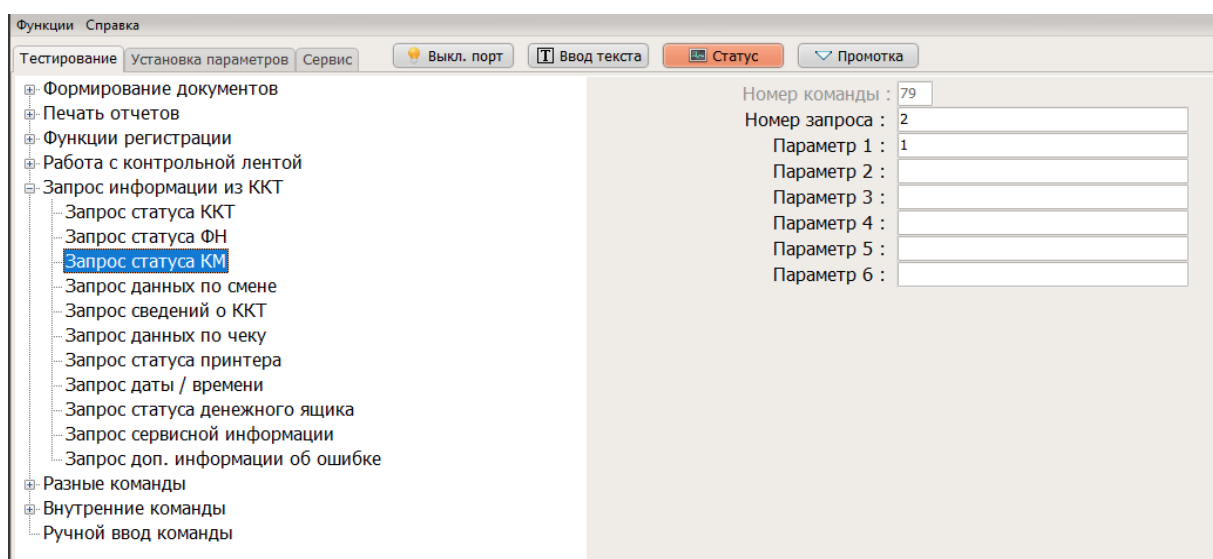 Функции Справка
Тестирование Установка параметров Сервис Выкл. порт Ввод текста Статус Промотка
Формирование документов
Печать отчетов
Функции регистрации
Работа с контрольной лентой
Запрос информации из ККТ
Запрос статуса ККТ
Запрос статуса ФН
Запрос статуса КМ
Запрос данных по смене
Запрос сведений о ККТ
Запрос данных по чеку
Запрос статуса принтера
Запрос даты / времени
Запрос статуса денежного ящика
Запрос сервисной информации
Запрос доп. информации об ошибке
Разные команды
Внутренние команды
Ручной ввод команды
Номер команды : 79
Номер запроса : 2
Параметр 1 : 1
Параметр 2 :
Параметр 3 :
Параметр 4 :
Параметр 5 :
Параметр 6 :